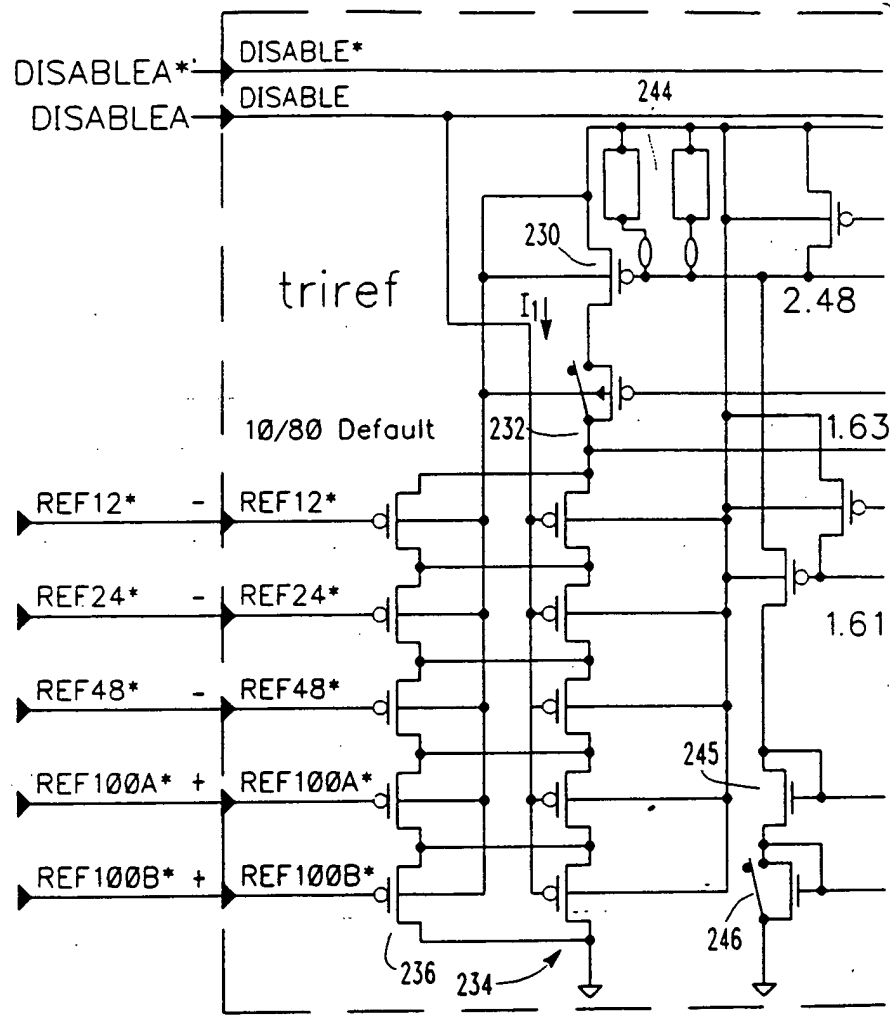 DISABLEA* DISABLE*
DISABLEA DISABLE
244
230
triref
I1
2.48
10/80 Default
232
1.63
REF12* - REF12*
REF24* - REF24*
1.61
REF48* - REF48*
245
REF100A* + REF100A*
REF100B* + REF100B*
246
236
234